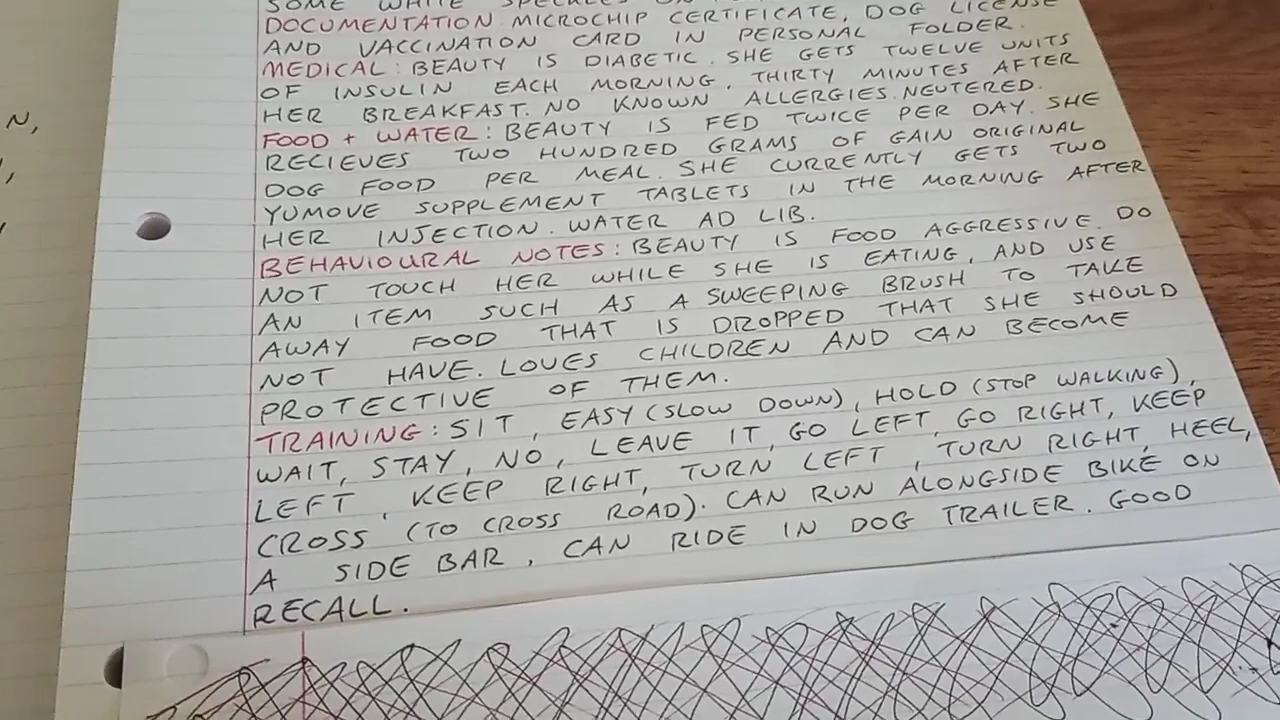 SOME WHITE SPECKLES
DOCUMENTATION. MICROCHIP CERTIFICATE, DOG LICENSE
AND VACCINATION CARD IN PERSONAL FOLDER.
MEDICAL: BEAUTY IS DIABETIC. SHE GETS TWELVE UNITS
OF INSULIN EACH MORNING, THIRTY MINUTES AFTER
HER BREAKFAST. NO KNOWN ALLERGIES. NEUTERED.
FOOD + WATER: BEAUTY IS FED TWICE PER DAY. SHE
RECIEVES TWO HUNDRED GRAMS OF GAIN ORIGINAL
DOG FOOD PER MEAL. SHE CURRENTLY GETS TWO
YUMOVE SUPPLEMENT TABLETS IN THE MORNING AFTER
HER INJECTION. WATER AD LIB.
BEHAVIOURAL NOTES: BEAUTY IS FOOD AGGRESSIVE. DO
NOT TOUCH HER WHILE SHE IS EATING, AND USE
AN ITEM SUCH AS A SWEEPING BRUSH TO TAKE
AWAY FOOD THAT IS DROPPED THAT SHE SHOULD
NOT HAVE. LOVES CHILDREN AND CAN BECOME
PROTECTIVE OF THEM.
TRAINING: SIT, EASY (SLOW DOWN), HOLD (STOP WALKING),
WAIT, STAY, NO, LEAVE IT, GO LEFT, GO RIGHT, KEEP
LEFT, KEEP RIGHT, TURN LEFT, TURN RIGHT, HEEL,
CROSS (TO CROSS ROAD). CAN RUN ALONGSIDE BIKE ON
A SIDE BAR, CAN RIDE IN DOG TRAILER. GOOD
RECALL.
N,